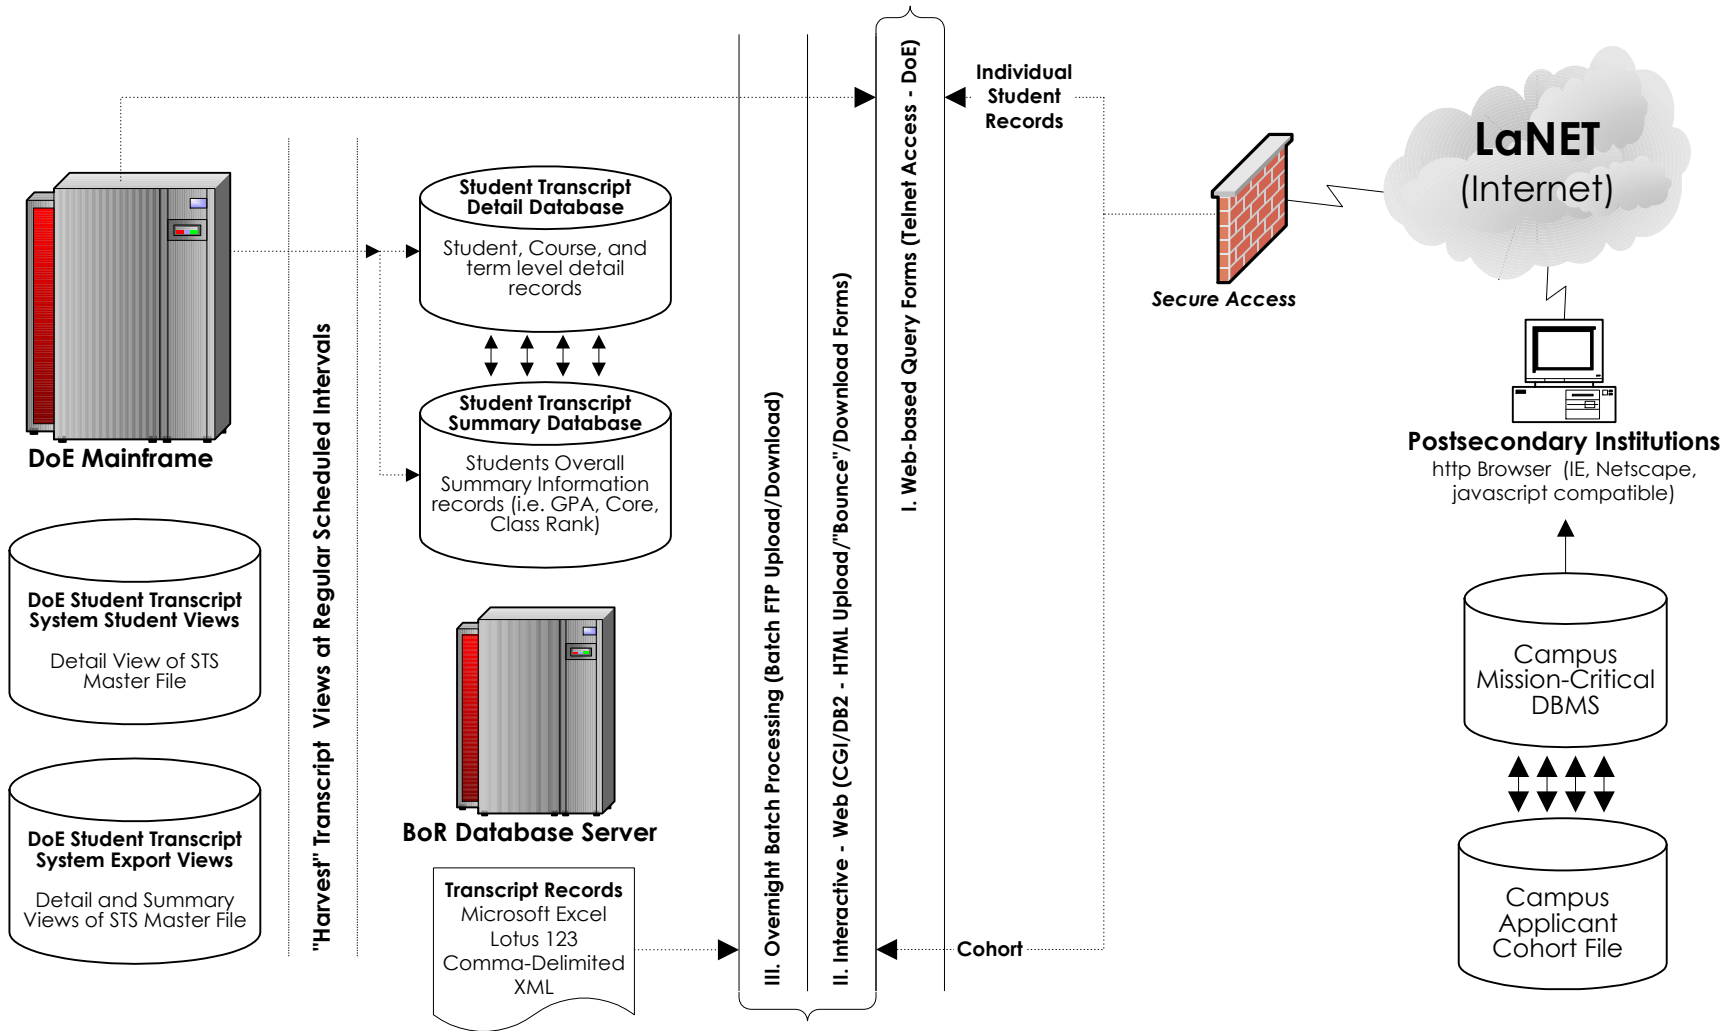 DoE Mainframe
DoE Student Transcript
System Student Views
Detail View of STS
Master File
DoE Student Transcript
System Export Views
Detail and Summary
Views of STS Master File
"Harvest" Transcript Views at Regular Scheduled Intervals
Student Transcript
Detail Database
Student, Course, and
term level detail
records
Student Transcript
Summary Database
Students Overall
Summary Information
records (i.e. GPA, Core,
Class Rank)
BoR Database Server
Transcript Records
Microsoft Excel
Lotus 123
Comma-Delimited
XML
III. Overnight Batch Processing (Batch FTP Upload/Download)
II. Interactive - Web (CGI/DB2 - HTML Upload/"Bounce"/Download Forms)
I. Web-based Query Forms (Telnet Access - DoE)
Individual
Student
Records
Cohort
Secure Access
LaNET
(Internet)
Postsecondary Institutions
http Browser (IE, Netscape,
javascript compatible)
Campus
Mission-Critical
DBMS
Campus
Applicant
Cohort File